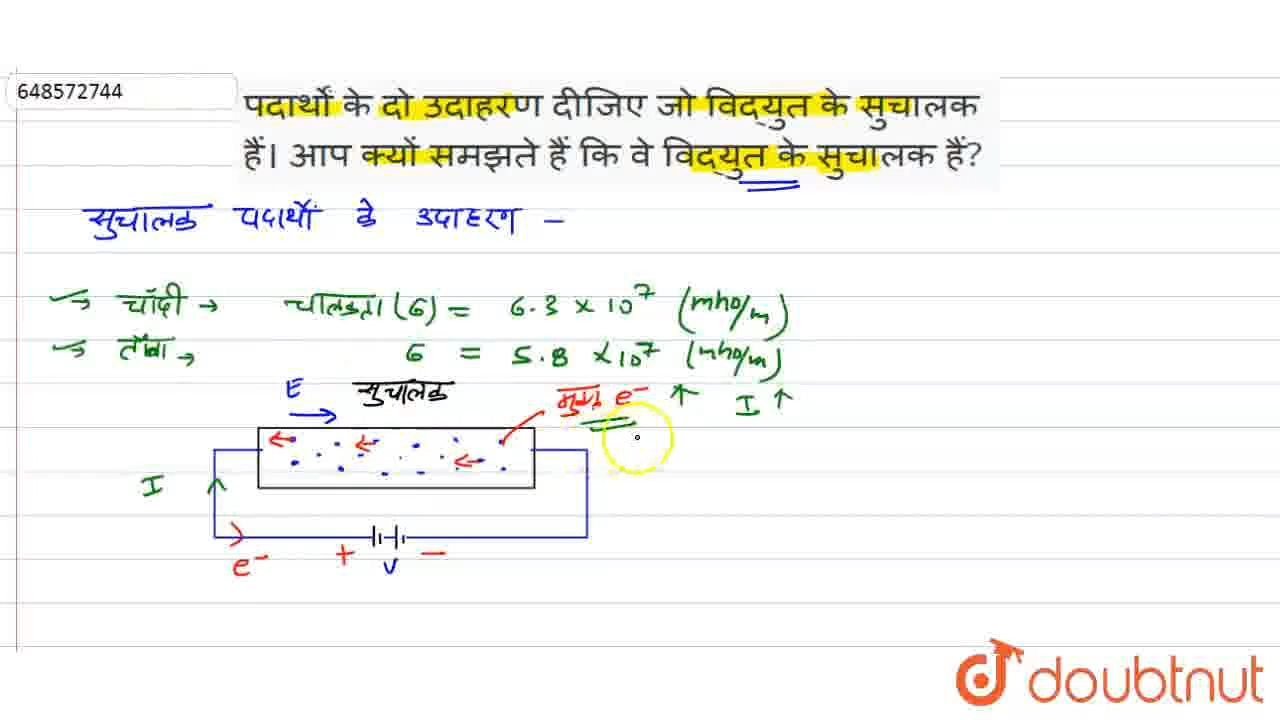 648572744
पदार्थों के दो उदाहरण दीजिए जो विद्युत के सुचालक
हैं। आप क्यों समझते हैं कि वे विद्युत के सुचालक हैं?
सुचालक पदार्थों के उदाहरण –
→ चाँदी → चालकता (σ) = 6.3 × 10⁷ (mho/m)
→ ताँबा → σ = 5.8 × 10⁷ (mho/m)
E → सुचालक मुक्त e⁻ ↑ I ↑
I
e⁻ + V −
doubtnut